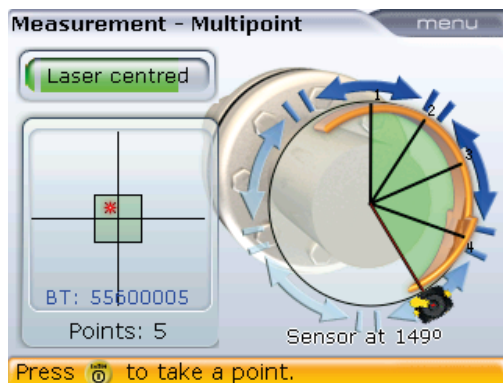 Measurement - Multipoint
menu
Laser centred
1
2
3
4
BT: 55600005
Points: 5
Sensor at 149º
Press to take a point.